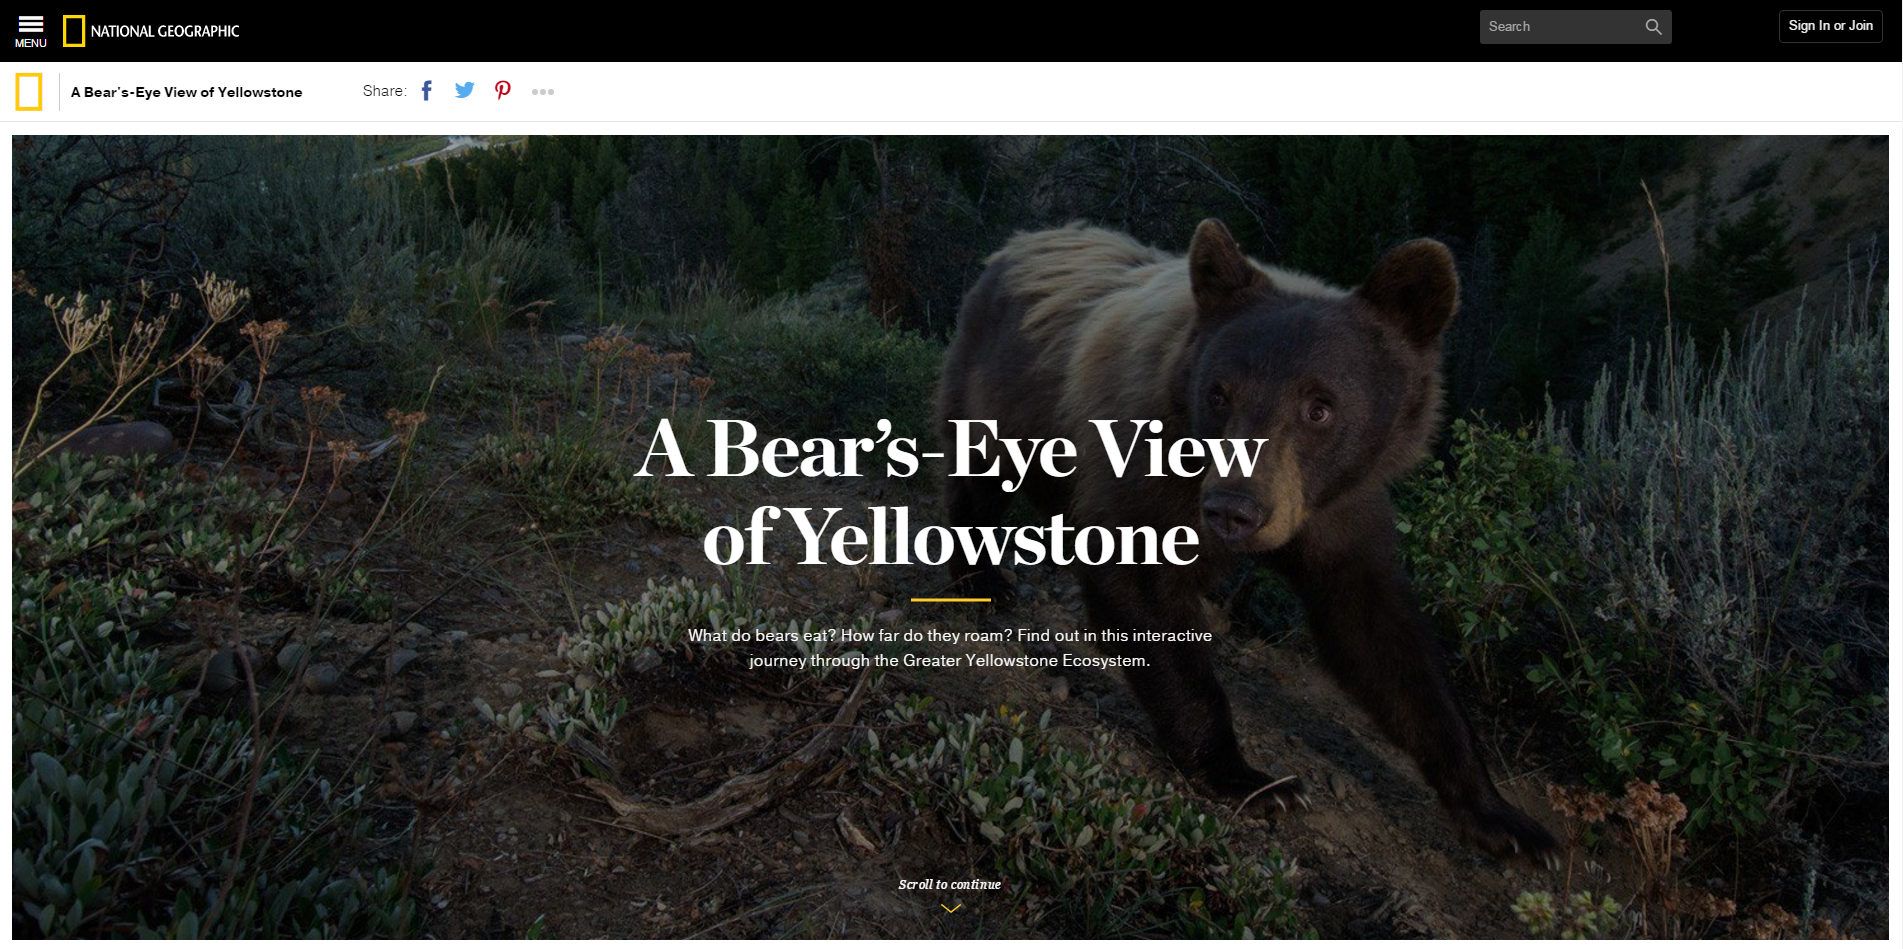 MENU
NATIONAL GEOGRAPHIC
Search
Sign In or Join
A Bear's-Eye View of Yellowstone
Share:
A Bear’s-Eye View
of Yellowstone
What do bears eat? How far do they roam? Find out in this interactive
journey through the Greater Yellowstone Ecosystem.
Scroll to continue